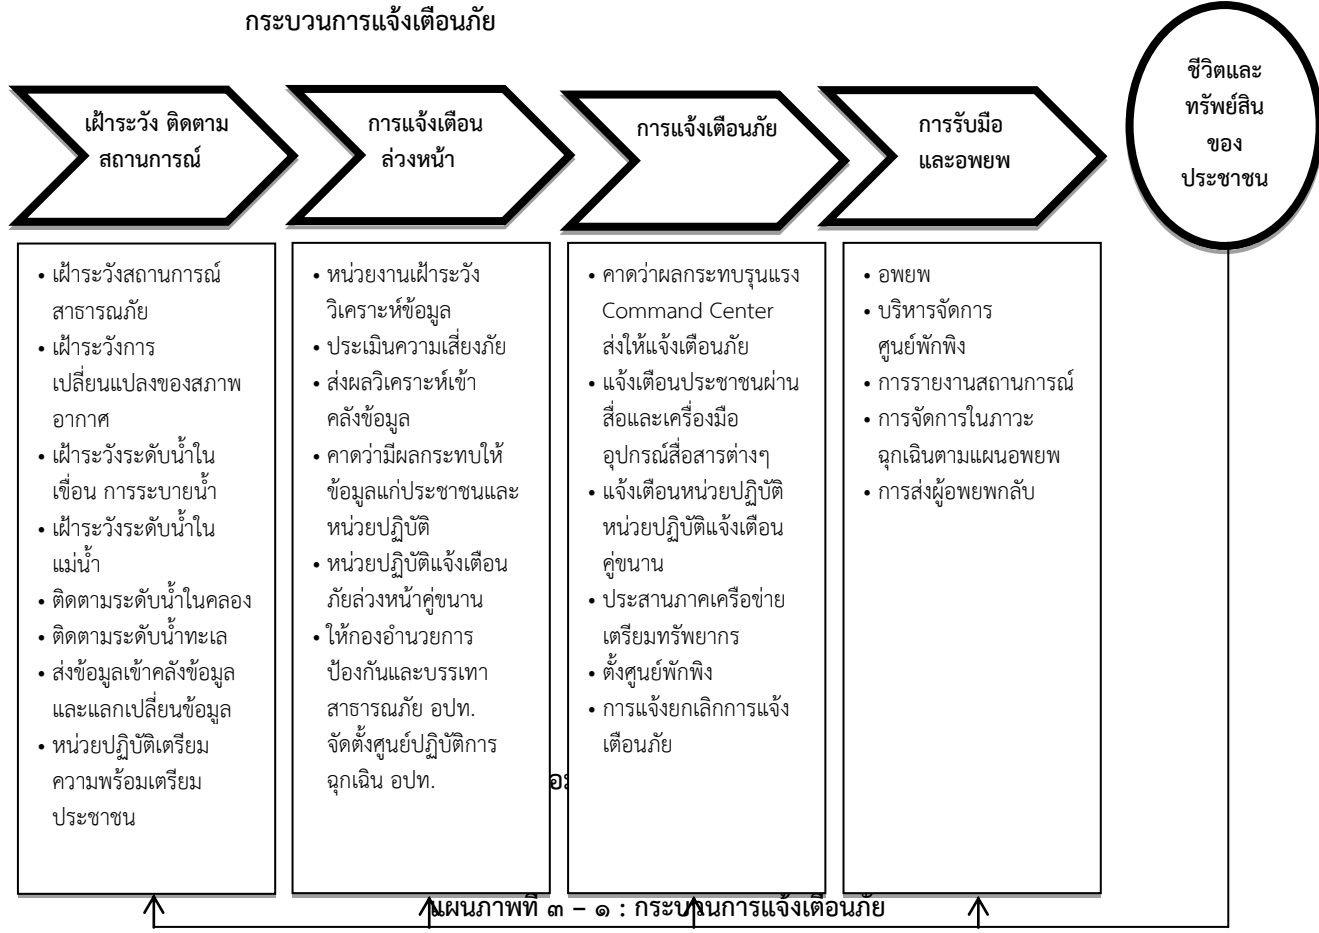 กระบวนการแจ้งเตือนภัย
เฝ้าระวัง ติดตาม
สถานการณ์
การแจ้งเตือน
ล่วงหน้า
การแจ้งเตือนภัย
การรับมือ
และอพยพ
ชีวิตและ
ทรัพย์สิน
ของ
ประชาชน
• เฝ้าระวังสถานการณ์
สาธารณภัย
• เฝ้าระวังการ
เปลี่ยนแปลงของสภาพ
อากาศ
• เฝ้าระวังระดับน้ำใน
เขื่อน การระบายน้ำ
• เฝ้าระวังระดับน้ำใน
แม่น้ำ
• ติดตามระดับน้ำในคลอง
• ติดตามระดับน้ำทะเล
• ส่งข้อมูลเข้าคลังข้อมูล
และแลกเปลี่ยนข้อมูล
• หน่วยปฏิบัติเตรียม
ความพร้อมเตรียม
ประชาชน
• หน่วยงานเฝ้าระวัง
วิเคราะห์ข้อมูล
• ประเมินความเสี่ยงภัย
• ส่งผลวิเคราะห์เข้า
คลังข้อมูล
• คาดว่ามีผลกระทบให้
ข้อมูลแก่ประชาชนและ
หน่วยปฏิบัติ
• หน่วยปฏิบัติแจ้งเตือน
ภัยล่วงหน้าคู่ขนาน
• ให้กองอำนวยการ
ป้องกันและบรรเทา
สาธารณภัย อปท.
จัดตั้งศูนย์ปฏิบัติการ
ฉุกเฉิน อปท.
• คาดว่าผลกระทบรุนแรง
Command Center
ส่งให้แจ้งเตือนภัย
• แจ้งเตือนประชาชนผ่าน
สื่อและเครื่องมือ
อุปกรณ์สื่อสารต่างๆ
• แจ้งเตือนหน่วยปฏิบัติ
หน่วยปฏิบัติแจ้งเตือน
คู่ขนาน
• ประสานภาคเครือข่าย
เตรียมทรัพยากร
• ตั้งศูนย์พักพิง
• การแจ้งยกเลิกการแจ้ง
เตือนภัย
• อพยพ
• บริหารจัดการ
ศูนย์พักพิง
• การรายงานสถานการณ์
• การจัดการในภาวะ
ฉุกเฉินตามแผนอพยพ
• การส่งผู้อพยพกลับ
แผนภาพที่ ๓ – ๑ : กระบวนการแจ้งเตือนภัย